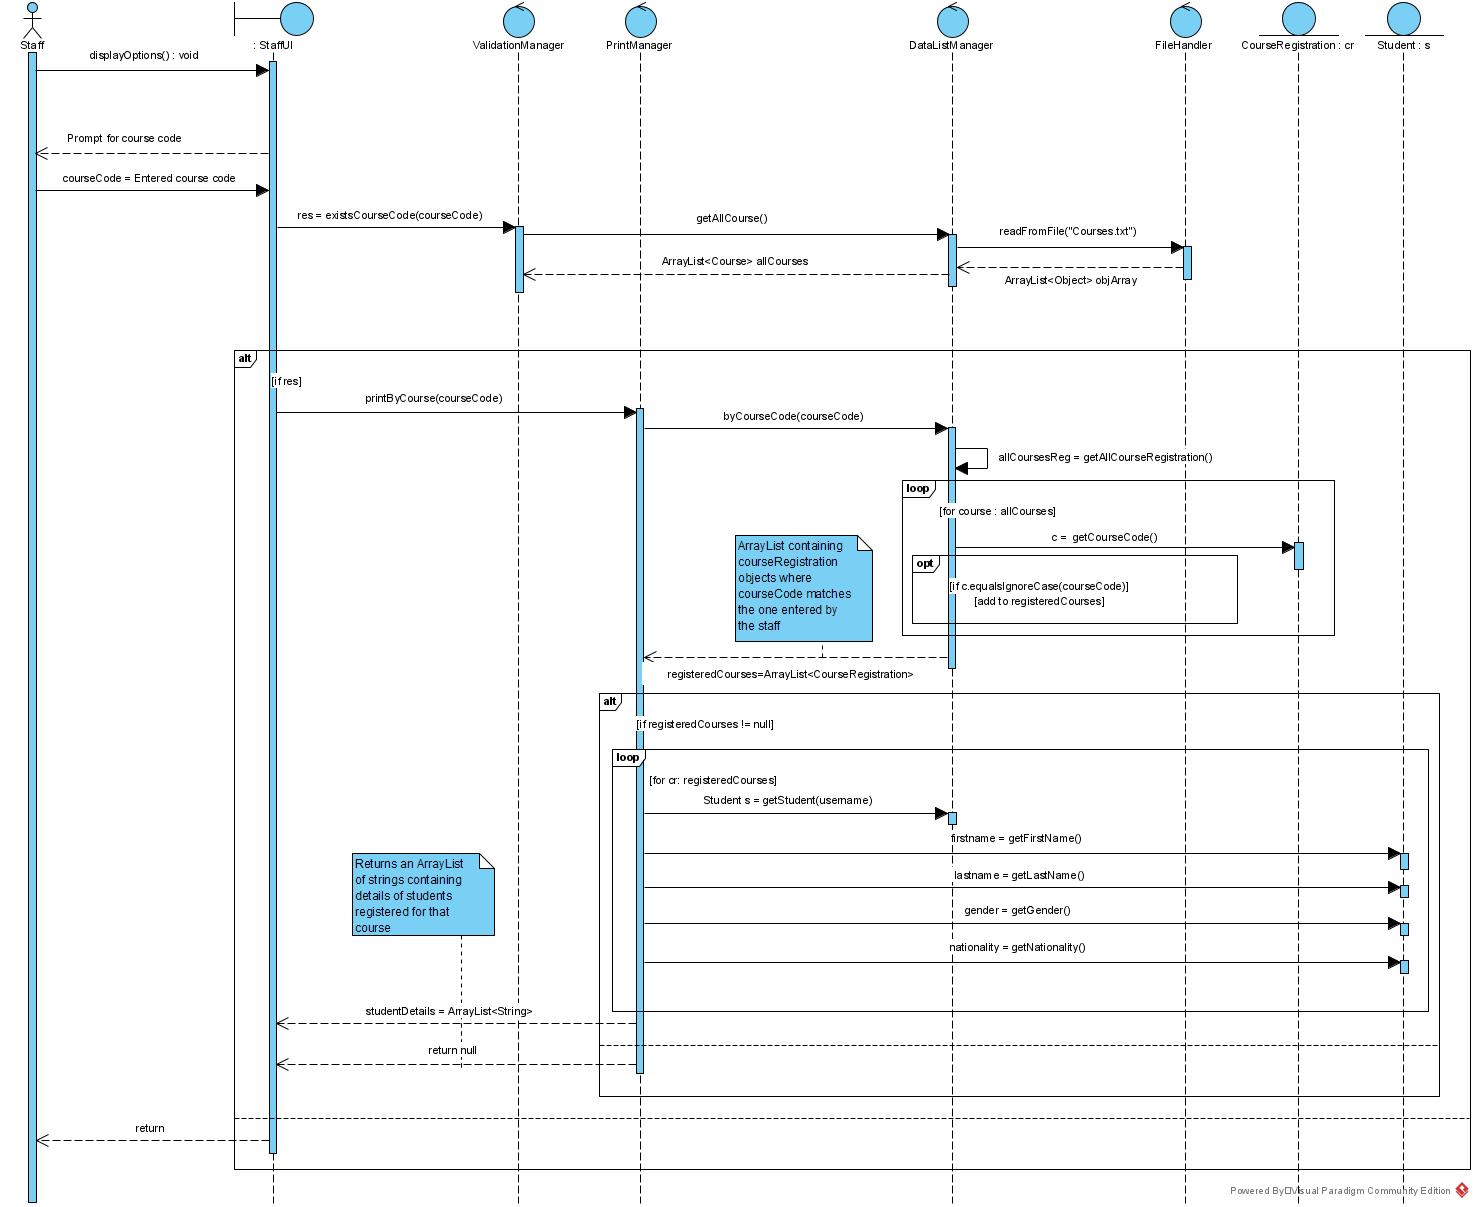 Staff
: StaffUI
ValidationManager
PrintManager
DataListManager
FileHandler
CourseRegistration : cr
Student : s
displayOptions() : void
Prompt for course code
courseCode = Entered course code
res = existsCourseCode(courseCode)
getAllCourse()
readFromFile("Courses.txt")
ArrayList<Course> allCourses
ArrayList<Object> objArray
alt
[if res]
printByCourse(courseCode)
byCourseCode(courseCode)
allCoursesReg = getAllCourseRegistration()
loop
[for course : allCourses]
c = getCourseCode()
opt
[if c.equalsIgnoreCase(courseCode)]
[add to registeredCourses]
ArrayList containing
courseRegistration
objects where
courseCode matches
the one entered by
the staff
registeredCourses=ArrayList<CourseRegistration>
alt
[if registeredCourses != null]
loop
[for cr: registeredCourses]
Student s = getStudent(username)
firstname = getFirstName()
lastname = getLastName()
gender = getGender()
nationality = getNationality()
Returns an ArrayList
of strings containing
details of students
registered for that
course
studentDetails = ArrayList<String>
return null
return
Powered By Visual Paradigm Community Edition